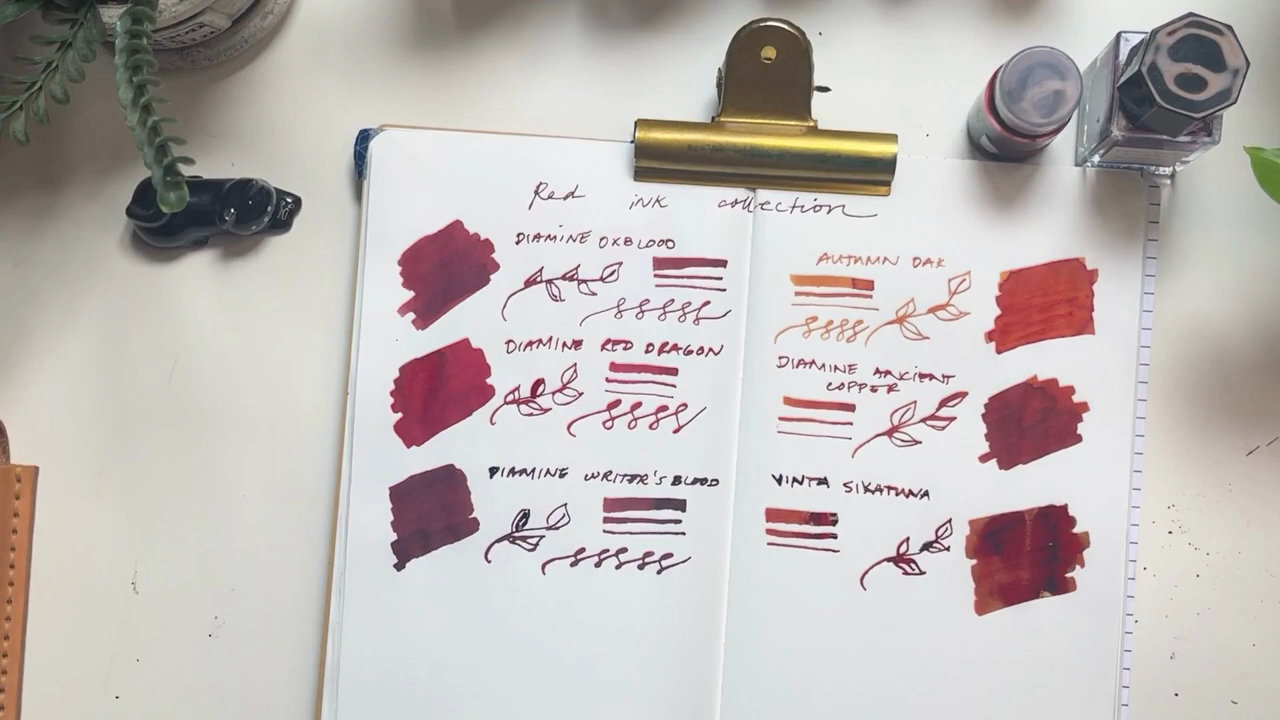 Red ink collection
DIAMINE OXBLOOD
DIAMINE RED DRAGON
DIAMINE WRITER'S BLOOD
AUTUMN OAK
DIAMINE ANCIENT
COPPER
VINTA SIKATUNA